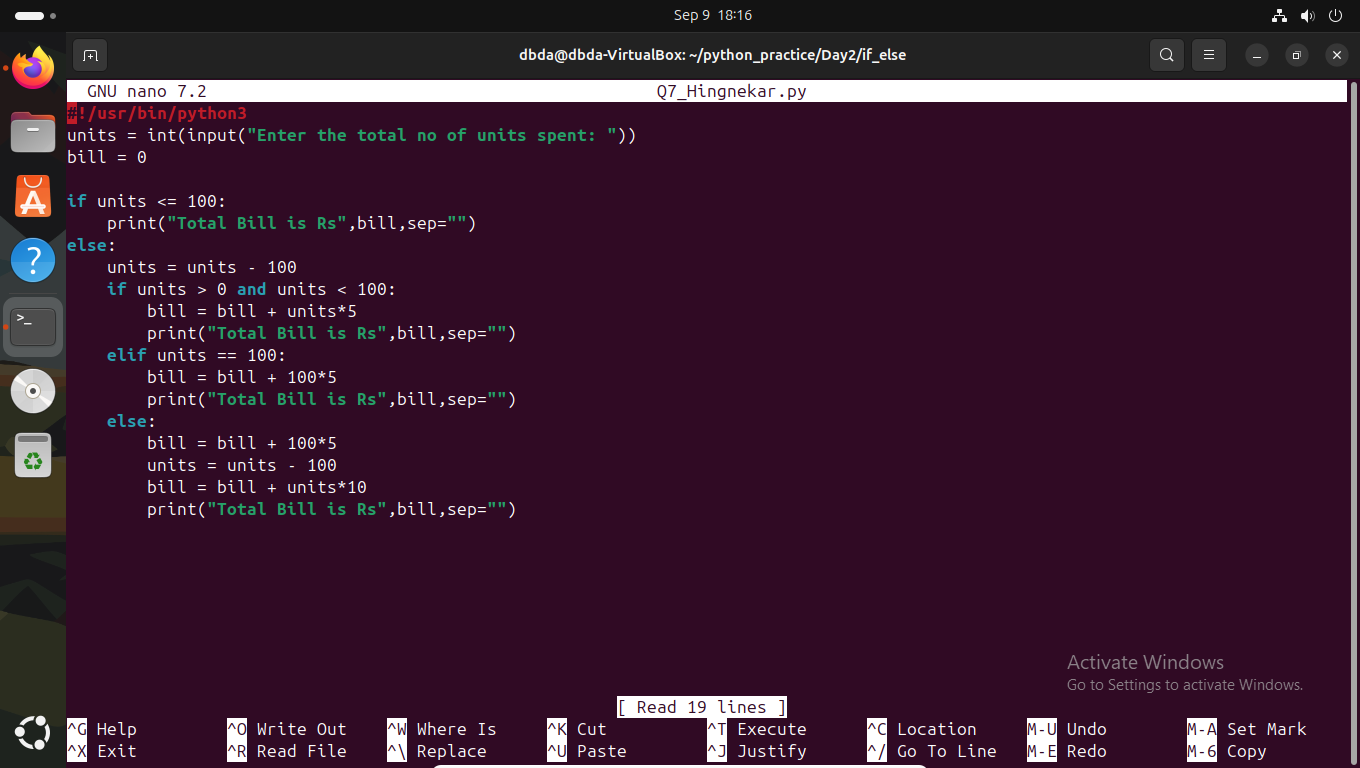 Sep 9 18:16
dbda@dbda-VirtualBox: ~/python_practice/Day2/if_else
GNU nano 7.2 Q7_Hingnekar.py
#!/usr/bin/python3
units = int(input("Enter the total no of units spent: "))
bill = 0
if units <= 100:
    print("Total Bill is Rs",bill,sep="")
else:
    units = units - 100
    if units > 0 and units < 100:
        bill = bill + units*5
        print("Total Bill is Rs",bill,sep="")
    elif units == 100:
        bill = bill + 100*5
        print("Total Bill is Rs",bill,sep="")
    else:
        bill = bill + 100*5
        units = units - 100
        bill = bill + units*10
        print("Total Bill is Rs",bill,sep="")
Activate Windows
Go to Settings to activate Windows.
[ Read 19 lines ]
^G Help ^O Write Out ^W Where Is ^K Cut ^T Execute ^C Location M-U Undo M-A Set Mark
^X Exit ^R Read File ^\ Replace ^U Paste ^J Justify ^/ Go To Line M-E Redo M-6 Copy